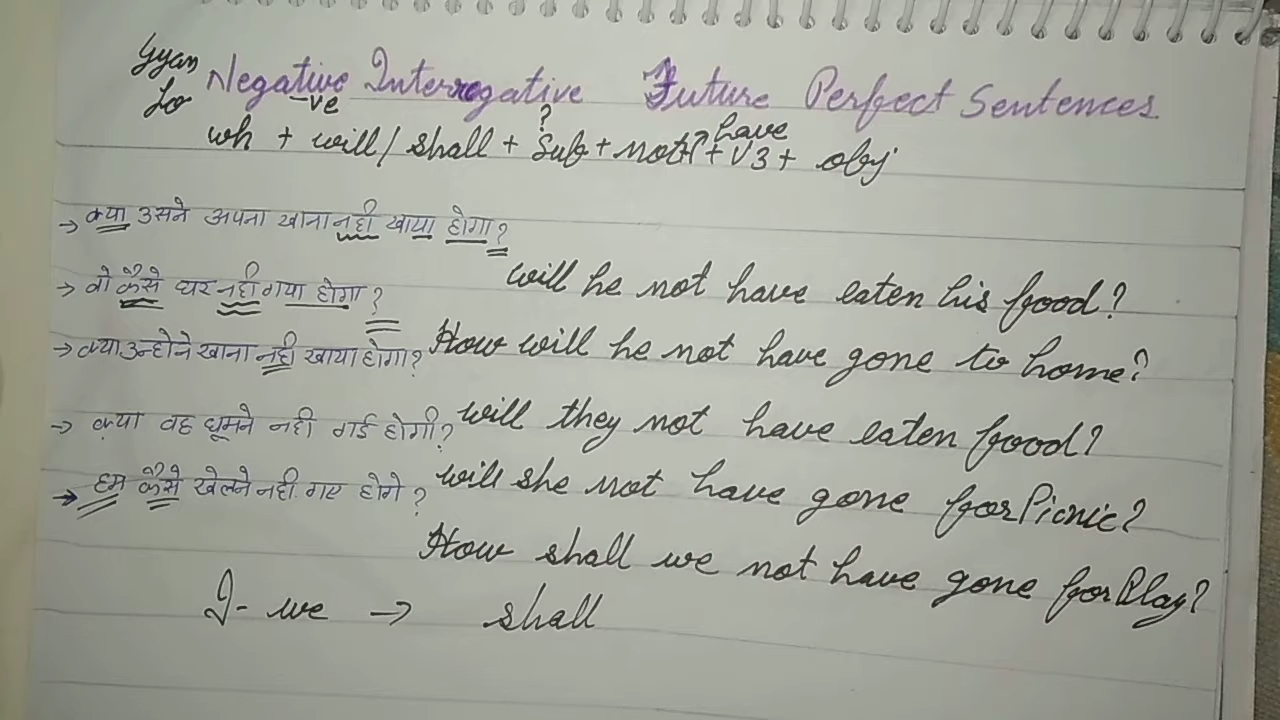 Gyan
Lo
Negative Interrogative Future Perfect Sentences
-ve
?
have
wh + will/ shall + Sub + not + V3 + obj
→ क्या उसने अपना खाना नही खाया होगा?
will he not have eaten his food?
→ वो कैसे घर नही गया होगा?
How will he not have gone to home?
→ क्या उन्होने खाना नही खाया होगा?
will they not have eaten food?
→ क्या वह घूमने नही गई होगी?
will she not have gone for Picnic?
→ हम कैसे खेलने नही गए होगे?
How shall we not have gone for Play?
I - we → shall